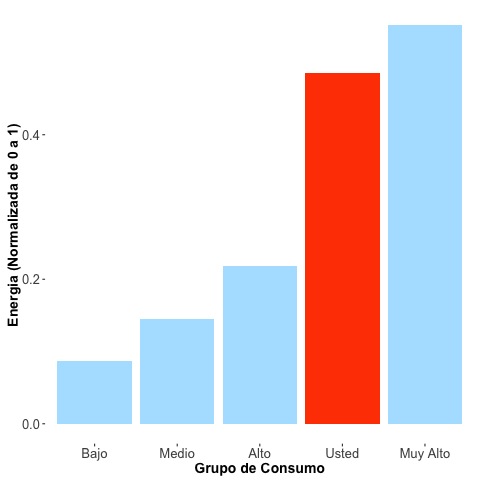 Energia (Normalizada de 0 a 1)
0.4
0.2
0.0
Bajo Medio Alto Usted Muy Alto
Grupo de Consumo